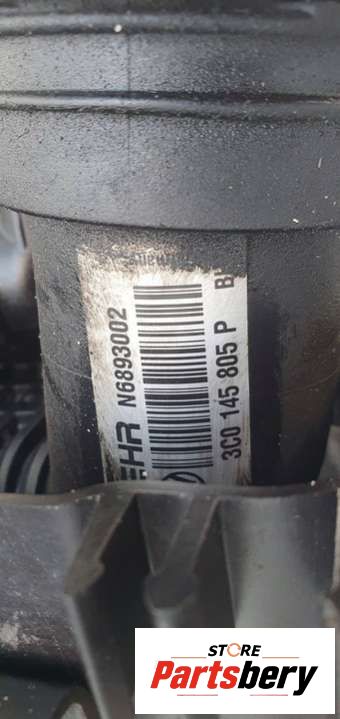 N6893002
EHR
3C0 145 805 P
STORE
Partsbery